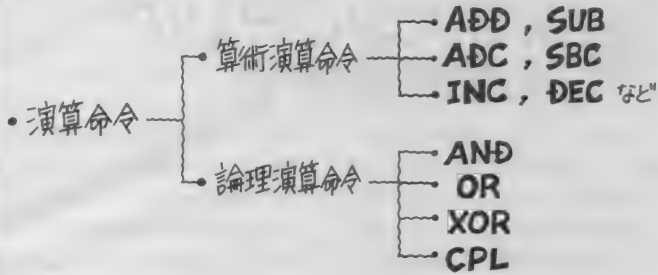 算術演算命令
ADD , SUB
ADC , SBC
INC , DEC など
・演算命令
論理演算命令
AND
OR
XOR
CPL